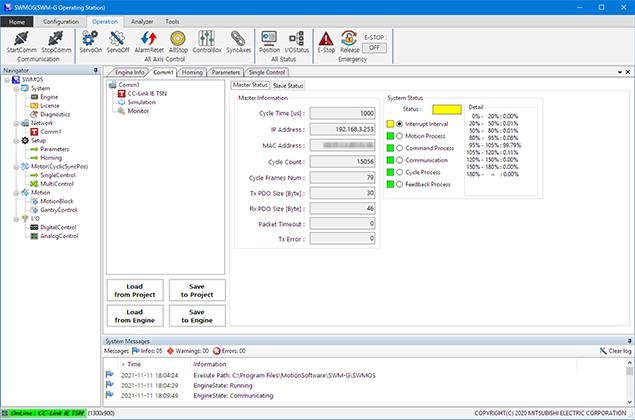 SWMOS(SWM-G Operating Station)
Home Configuration Operation Analyzer Tools
StartComm StopComm ServoOn ServoOff AlarmReset AllStop ControlBox SyncAxes Position I/OStatus E-Stop Release E-STOP : OFF
Communication All Axis Control All Status Emergency
Navigator
SWMOS
System
Engine
License
Diagnostics
Network
Comm1
Setup
Parameters
Homing
Motor(CyclicSyncPos)
SingleControl
MultiControl
Motion
MotionBlock
GantryControl
I/O
DigitalControl
AnalogControl
Engine Info Comm1 Homing Parameters Single Control
Comm1
CC-Link IE TSN
Simulation
Monitor
Load from Project
Save to Project
Load from Engine
Save to Engine
Master Status Slave Status
Master Information
Cycle Time [us] : 1000
IP Address : 192.168.3.253
MAC Address :
Cycle Count : 15056
Cycle Frames Num : 79
Tx PDO Size [Byte] : 30
Rx PDO Size [Byte] : 46
Packet Timeout : 0
Tx Error : 0
System Status
Status :
Interrupt Interval
Motion Process
Command Process
Communication
Cycle Process
Feedback Process
Detail
0% - 20% : 0.00%
20% - 50% : 0.01%
50% - 80% : 0.01%
80% - 95% : 0.08%
95% - 105% : 99.79%
105% - 120% : 0.11%
120% - 150% : 0.00%
150% - 180% : 0.00%
180% - ~ : 0.00%
System Messages
Messages Infos: 05 Warnings: 00 Errors: 00 Clear log
> Time Information
2021-11-11 18:04:24 Execute Path: C:\Program Files\MotionSoftware\SWM-G\SWMOS
2021-11-11 18:04:29 EngineState: Running
2021-11-11 18:09:49 EngineState: Communicating
OnLine : CC-Link IE TSN (1300x900) COPYRIGHT(C) 2020 MITSUBISHI ELECTRIC CORPORATION